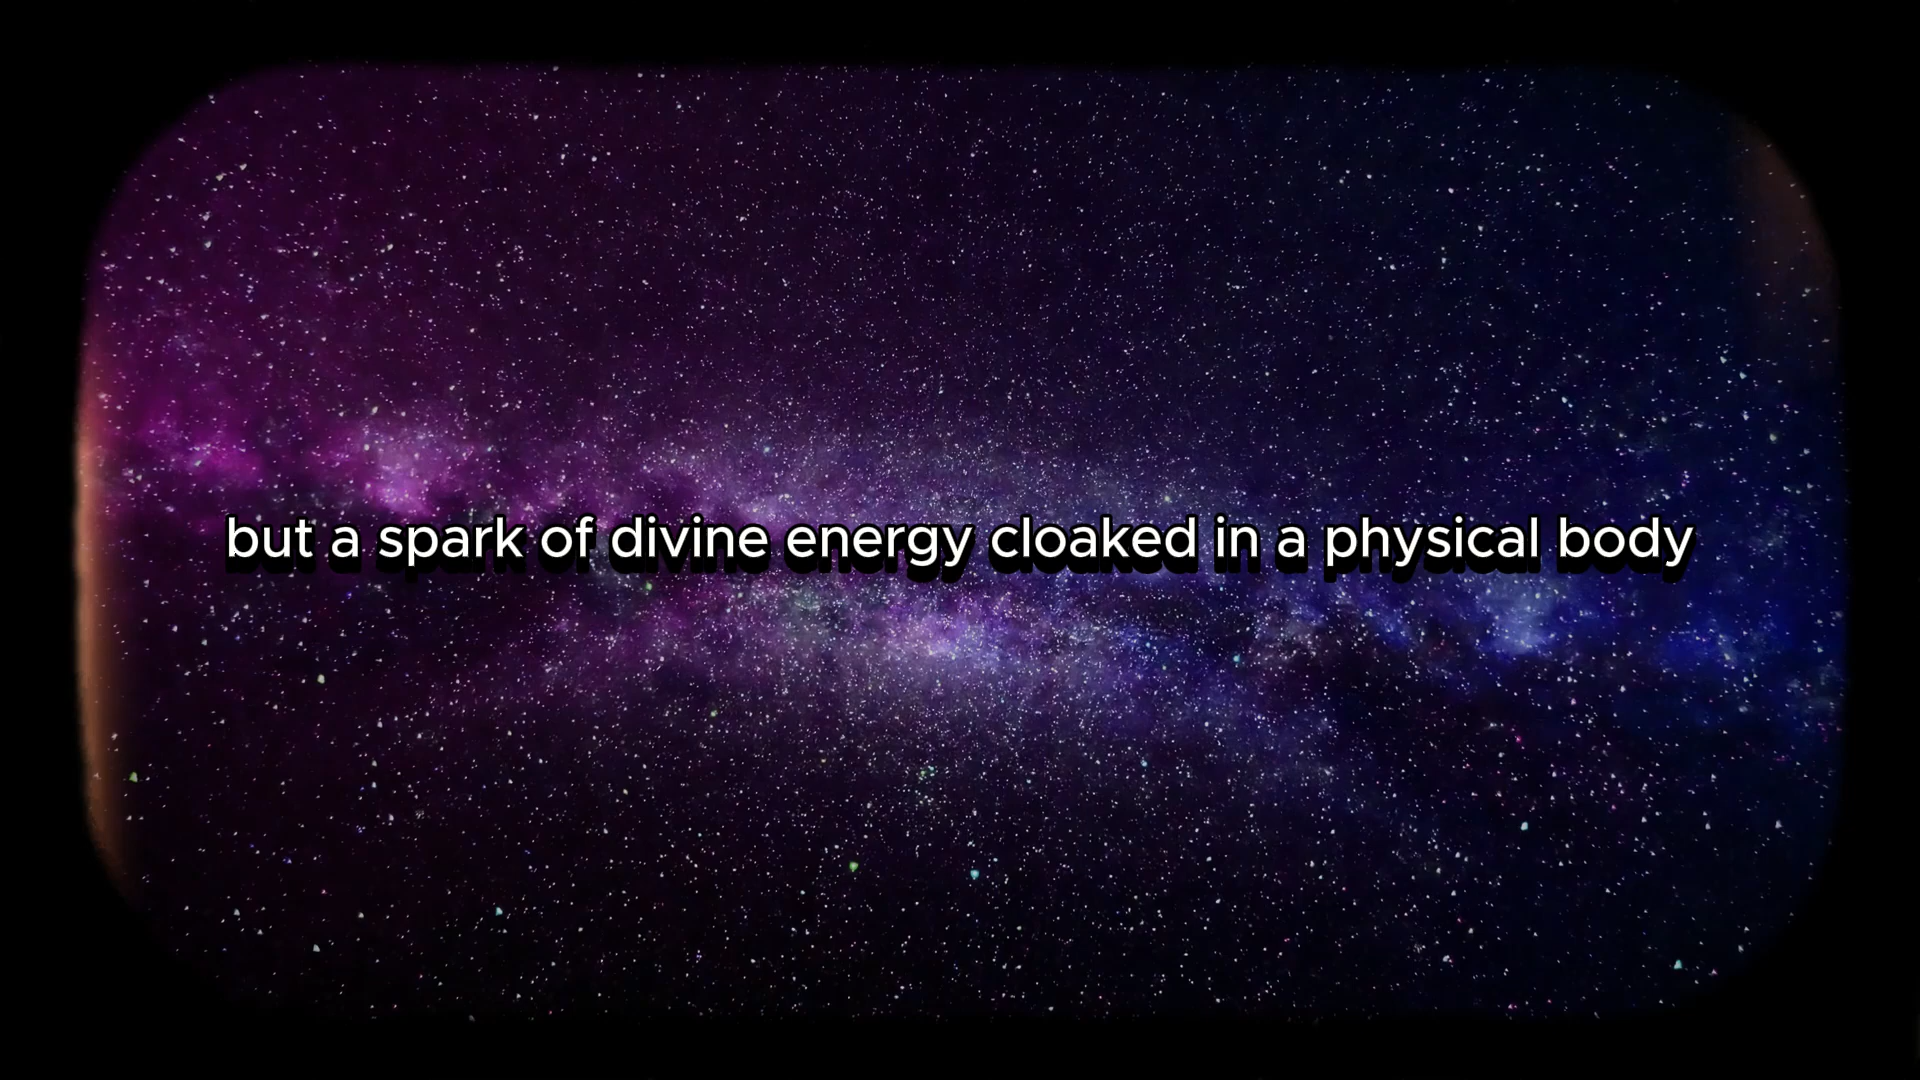 but a spark of divine energy cloaked in a physical body